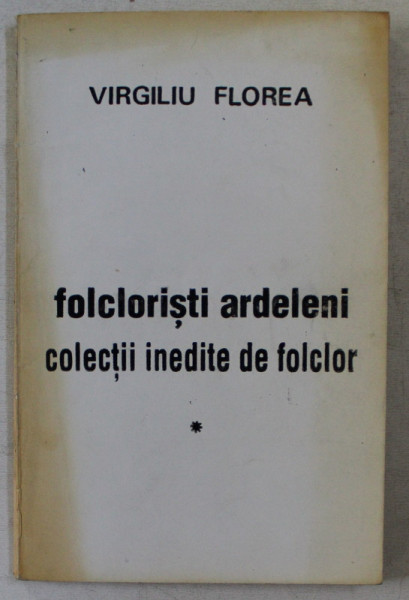 VIRGILIU FLOREA
folcloriști ardeleni
colecții inedite de folclor
*